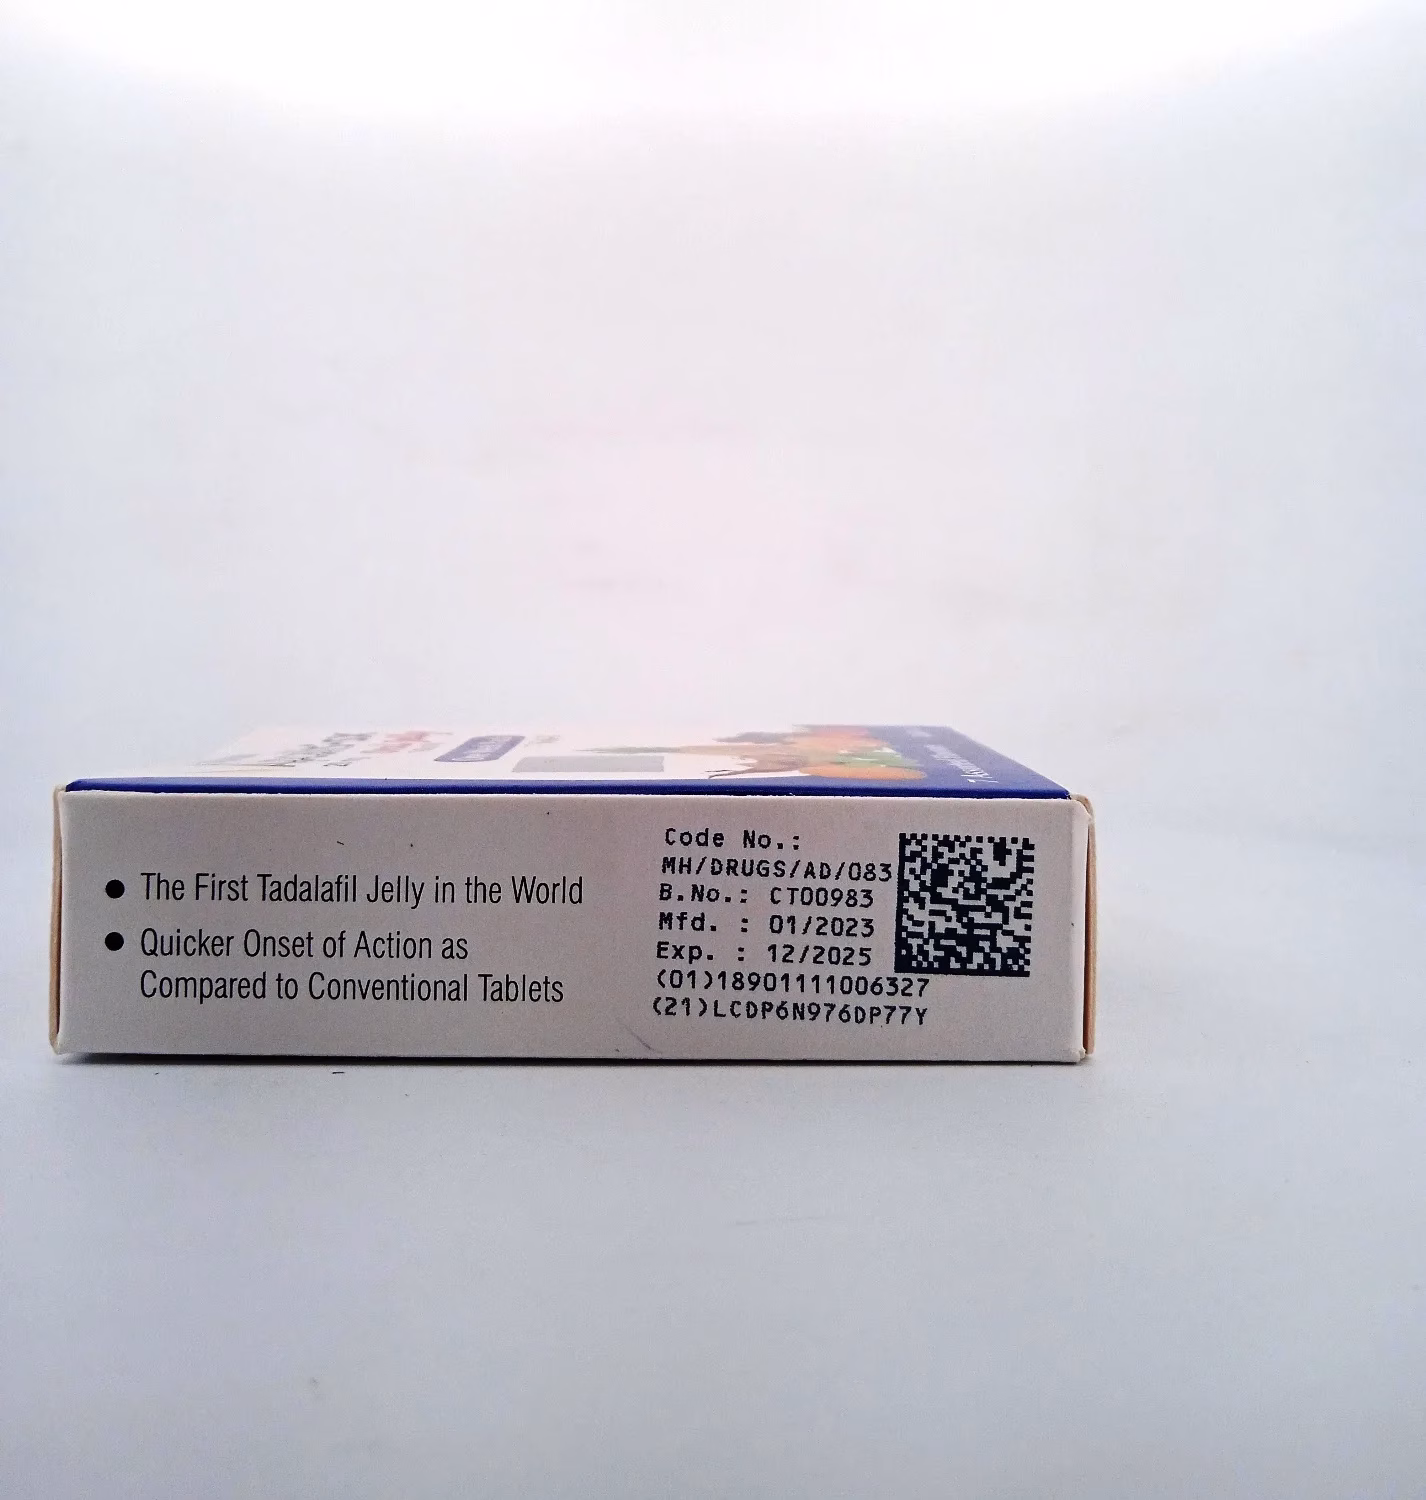 ● The First Tadalafil Jelly in the World
● Quicker Onset of Action as
Compared to Conventional Tablets
Code No.:
MH/DRUGS/AD/083
B.No.: CT00983
Mfd. : 01/2023
Exp. : 12/2025
(01)18901111006327
(21)LCDP6N976DP77Y